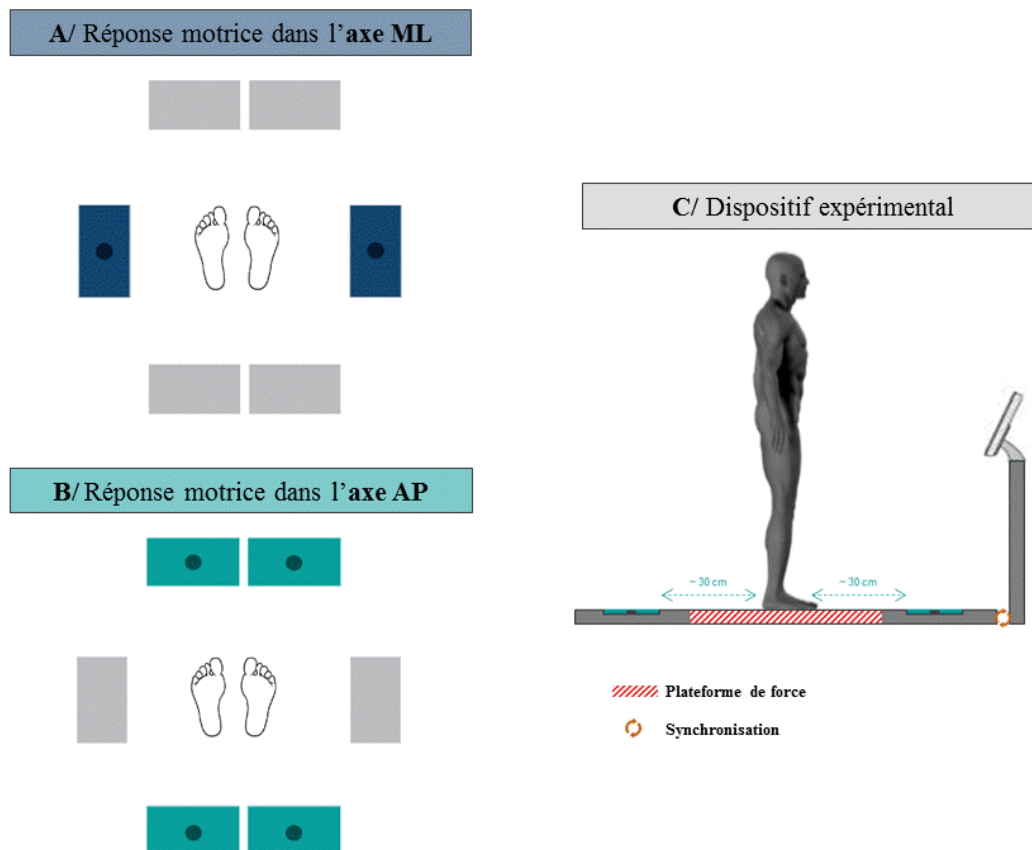 A/ Réponse motrice dans l'axe ML
B/ Réponse motrice dans l'axe AP
C/ Dispositif expérimental
~ 30 cm
~ 30 cm
Plateforme de force
Synchronisation